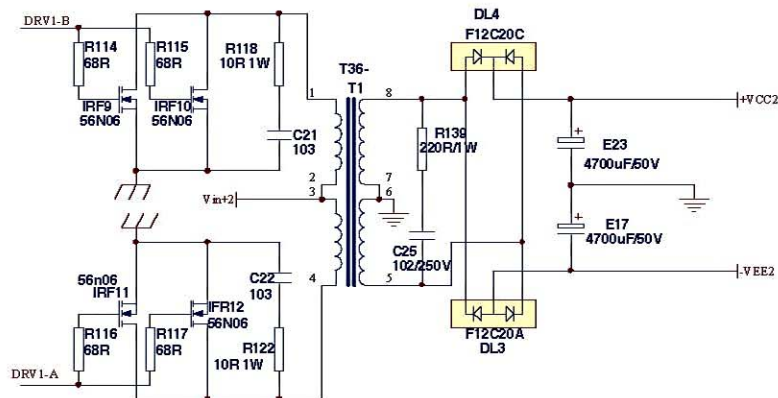 DL4
F12C20C
DRV1-B
R114
68R
R115
68R
R118
10R 1W
T36-
T1
1
8
IRF9
56N06
IRF10
56N06
C21
103
R139
220R/1W
+VCC2
E23
4700uF/50V
2
7
3
6
Vin+2
E17
4700uF/50V
56n06
IRF11
IFR12
56N06
C22
103
4
5
C25
102/250V
-VEE2
R116
68R
R117
68R
R122
10R 1W
F12C20A
DL3
DRV1-A